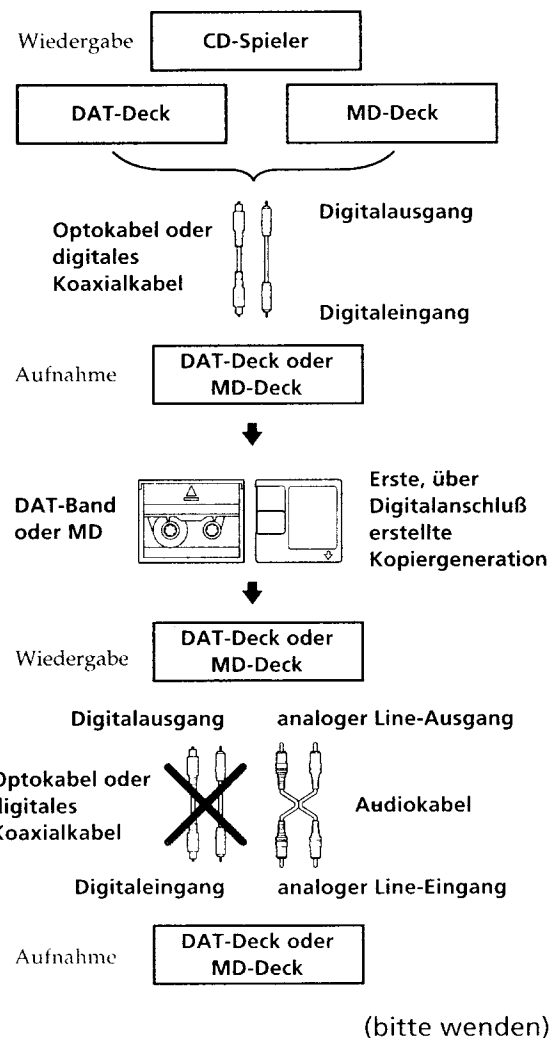 Wiedergabe
CD-Spieler
DAT-Deck
MD-Deck
Optokabel oder
digitales
Koaxialkabel
Digitalausgang
Digitaleingang
Aufnahme
DAT-Deck oder
MD-Deck
DAT-Band
oder MD
Erste, über
Digitalanschluß
erstellte
Kopiergeneration
Wiedergabe
DAT-Deck oder
MD-Deck
Digitalausgang
analoger Line-Ausgang
Optokabel oder
digitales
Koaxialkabel
Audiokabel
Digitaleingang
analoger Line-Eingang
Aufnahme
DAT-Deck oder
MD-Deck
(bitte wenden)